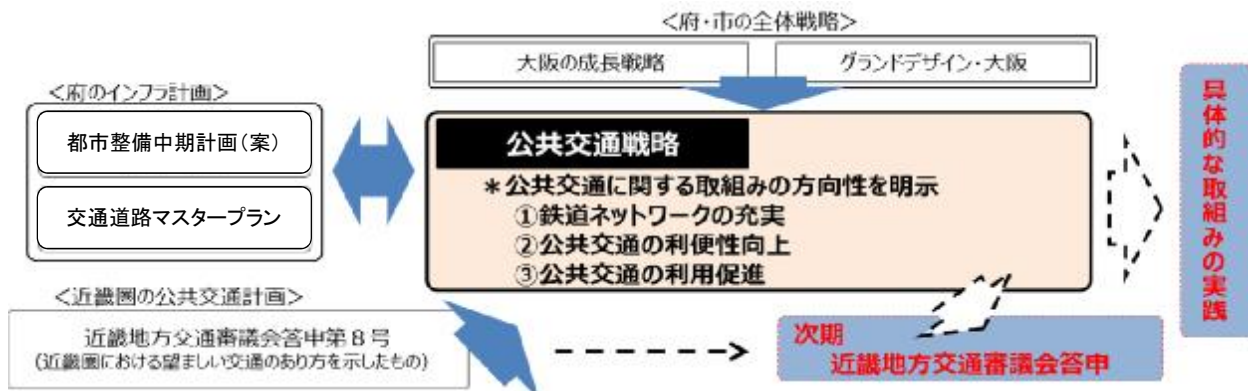 <府・市の全体戦略>
大阪の成長戦略
グランドデザイン・大阪
<府のインフラ計画>
都市整備中期計画(案)
交通道路マスタープラン
公共交通戦略
*公共交通に関する取組みの方向性を明示
①鉄道ネットワークの充実
②公共交通の利便性向上
③公共交通の利用促進
具体的な取組みの実践
<近畿圏の公共交通計画>
近畿地方交通審議会答申第8号
(近畿圏における望ましい交通のあり方を示したもの)
次期
近畿地方交通審議会答申